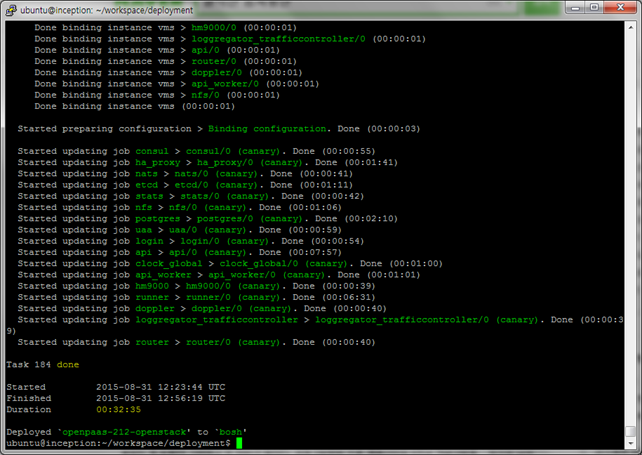 ubuntu@inception: ~/workspace/deployment
Done binding instance vms > hm9000/0 (00:00:01)
Done binding instance vms > loggregator_trafficcontroller/0 (00:00:01)
Done binding instance vms > api/0 (00:00:01)
Done binding instance vms > router/0 (00:00:01)
Done binding instance vms > doppler/0 (00:00:01)
Done binding instance vms > api_worker/0 (00:00:01)
Done binding instance vms > nfs/0 (00:00:01)
Done binding instance vms (00:00:01)
Started preparing configuration > Binding configuration. Done (00:00:03)
Started updating job consul > consul/0 (canary). Done (00:00:55)
Started updating job ha_proxy > ha_proxy/0 (canary). Done (00:01:41)
Started updating job nats > nats/0 (canary). Done (00:00:41)
Started updating job etcd > etcd/0 (canary). Done (00:01:11)
Started updating job stats > stats/0 (canary). Done (00:00:42)
Started updating job nfs > nfs/0 (canary). Done (00:01:06)
Started updating job postgres > postgres/0 (canary). Done (00:02:10)
Started updating job uaa > uaa/0 (canary). Done (00:00:59)
Started updating job login > login/0 (canary). Done (00:00:54)
Started updating job api > api/0 (canary). Done (00:07:57)
Started updating job clock_global > clock_global/0 (canary). Done (00:01:00)
Started updating job api_worker > api_worker/0 (canary). Done (00:01:01)
Started updating job hm9000 > hm9000/0 (canary). Done (00:00:39)
Started updating job runner > runner/0 (canary). Done (00:06:31)
Started updating job doppler > doppler/0 (canary). Done (00:00:40)
Started updating job loggregator_trafficcontroller > loggregator_trafficcontroller/0 (canary). Done (00:00:3
9)
Started updating job router > router/0 (canary). Done (00:00:40)
Task 184 done
Started 2015-08-31 12:23:44 UTC
Finished 2015-08-31 12:56:19 UTC
Duration 00:32:35
Deployed `openpaas-212-openstack' to `bosh'
ubuntu@inception:~/workspace/deployment$